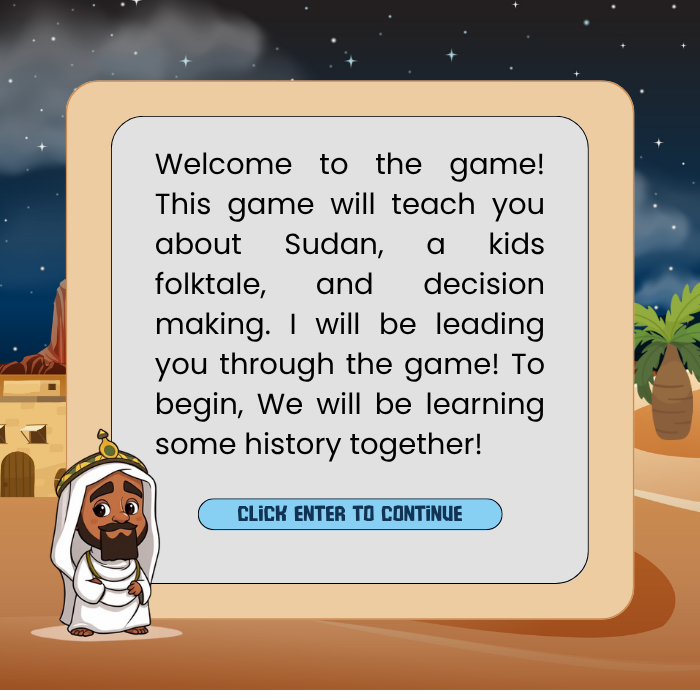 Welcome to the game!
This game will teach you
about Sudan, a kids
folktale, and decision
making. I will be leading
you through the game! To
begin, We will be learning
some history together!
CLICK ENTER TO CONTINUE